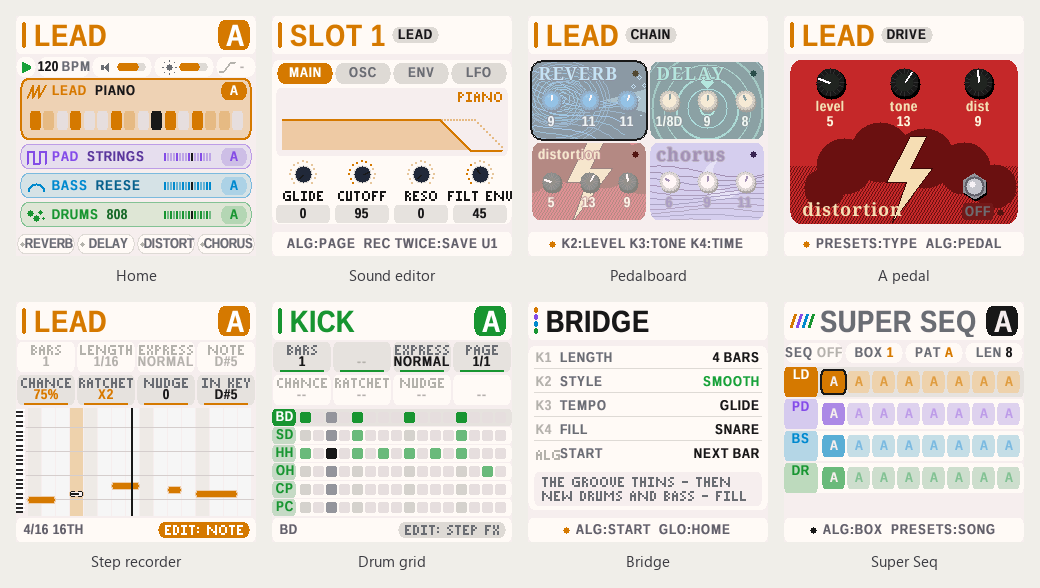 LEAD A
120 BPM -
LEAD PIANO A
PAD STRINGS A
BASS REESE A
DRUMS 808 A
REVERB DELAY DISTORT CHORUS
Home
SLOT 1 LEAD
MAIN OSC ENV LFO
PIANO
GLIDE CUTOFF RESO FILT ENV
0 95 0 45
ALG:PAGE REC TWICE:SAVE U1
Sound editor
LEAD CHAIN
REVERB DELAY
9 11 11 1/8D 9 8
distortion chorus
5 13 9 6 9 11
K2:LEVEL K3:TONE K4:TIME
Pedalboard
LEAD DRIVE
level tone dist
5 13 9
distortion OFF
PRESETS:TYPE ALG:PEDAL
A pedal
LEAD A
BARS LENGTH EXPRESS NOTE
1 1/16 NORMAL D#5
CHANCE RATCHET NUDGE IN KEY
75% X2 0 D#5
4/16 16TH EDIT: NOTE
Step recorder
KICK A
BARS EXPRESS PAGE
1 -- NORMAL 1/1
CHANCE RATCHET NUDGE
-- -- -- --
BD
SD
HH
OH
CP
PC
BD EDIT: STEP FX
Drum grid
BRIDGE
K1 LENGTH 4 BARS
K2 STYLE SMOOTH
K3 TEMPO GLIDE
K4 FILL SNARE
ALG START NEXT BAR
THE GROOVE THINS - THEN
NEW DRUMS AND BASS - FILL
ALG:START GLO:HOME
Bridge
SUPER SEQ A
SEQ OFF BOX 1 PAT A LEN 8
LD A A A A A A A A
PD A A A A A A A A
BS A A A A A A A A
DR A A A A A A A A
ALG:BOX PRESETS:SONG
Super Seq